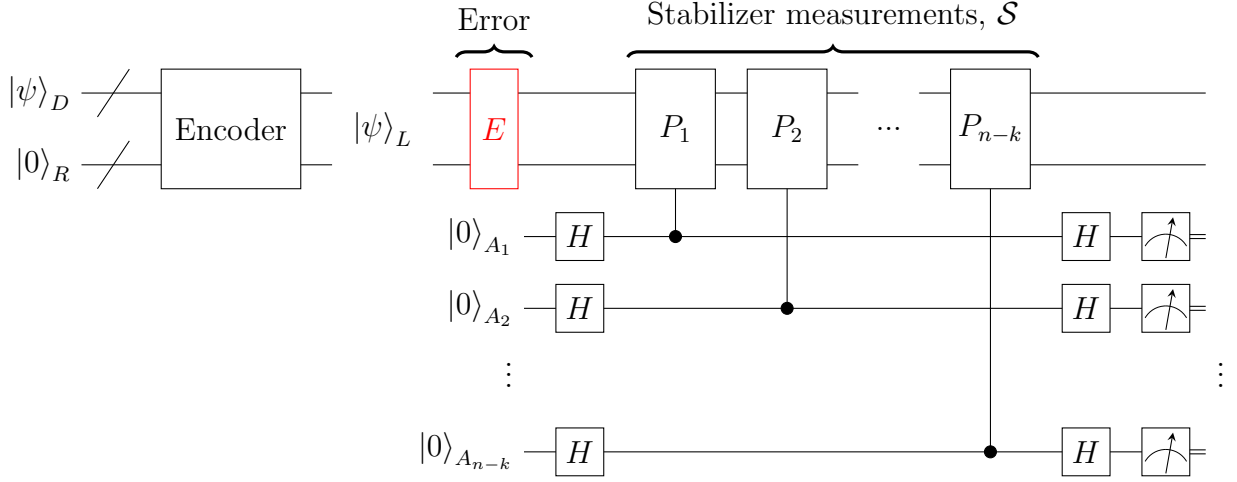 Error
Stabilizer measurements, 𝒮
|ψ⟩_D
Encoder
|ψ⟩_L
E
P_1
P_2
...
P_{n−k}
|0⟩_R
|0⟩_{A_1}
H
H
|0⟩_{A_2}
H
H
⋮
⋮
|0⟩_{A_{n−k}}
H
H